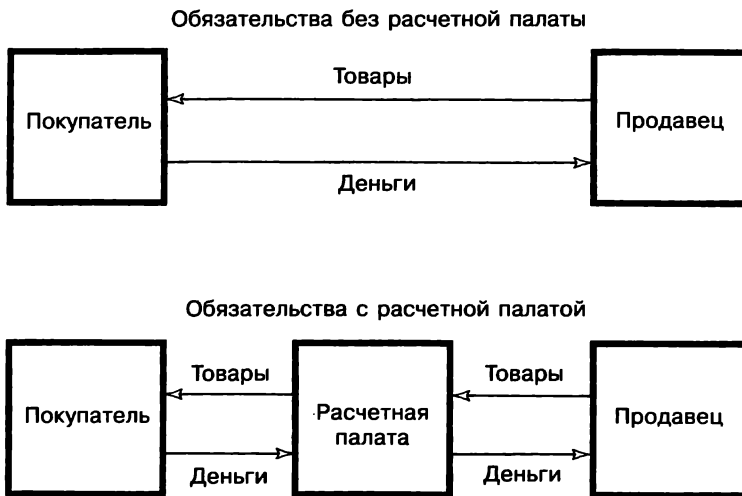 Обязательства без расчетной палаты
Товары
Покупатель
Продавец
Деньги
Обязательства с расчетной палатой
Товары
Товары
Покупатель
Расчетная
палата
Продавец
Деньги
Деньги